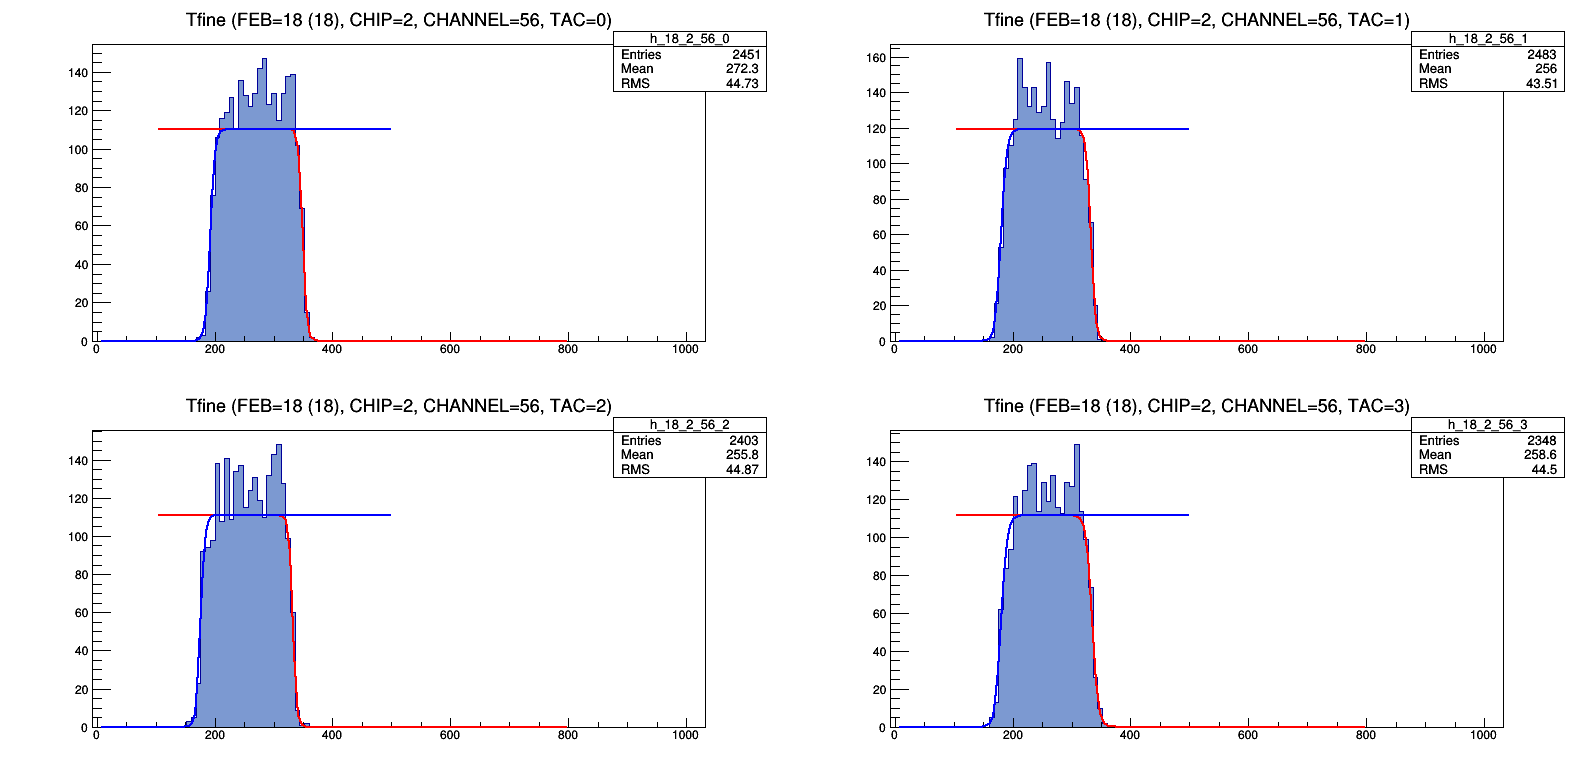 Tfine (FEB=18 (18), CHIP=2, CHANNEL=56, TAC=0)
h_18_2_56_0
Entries 2451
Mean 272.3
RMS 44.73
140
120
100
80
60
40
20
0
0 200 400 600 800 1000
Tfine (FEB=18 (18), CHIP=2, CHANNEL=56, TAC=1)
h_18_2_56_1
Entries 2483
Mean 256
RMS 43.51
160
140
120
100
80
60
40
20
0
0 200 400 600 800 1000
Tfine (FEB=18 (18), CHIP=2, CHANNEL=56, TAC=2)
h_18_2_56_2
Entries 2403
Mean 255.8
RMS 44.87
140
120
100
80
60
40
20
0
0 200 400 600 800 1000
Tfine (FEB=18 (18), CHIP=2, CHANNEL=56, TAC=3)
h_18_2_56_3
Entries 2348
Mean 258.6
RMS 44.5
140
120
100
80
60
40
20
0
0 200 400 600 800 1000